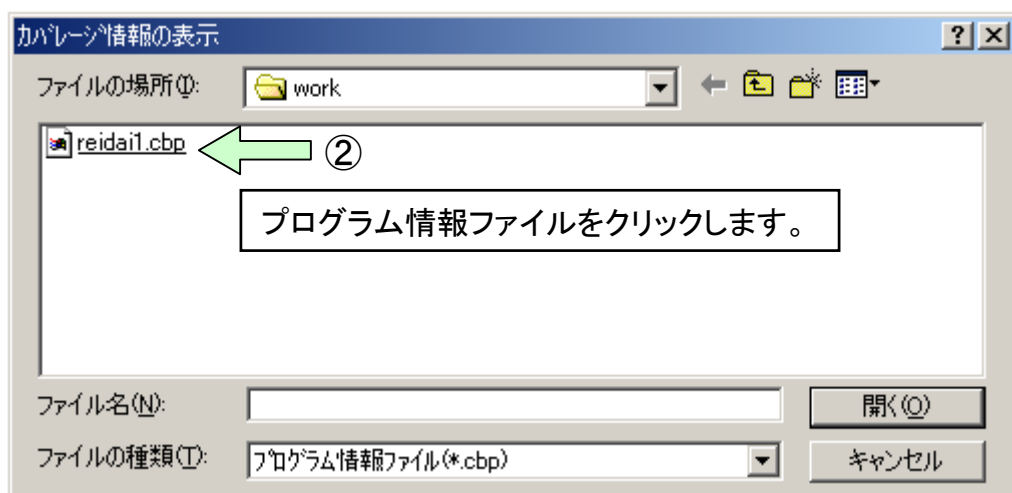 カバレージ情報の表示
ファイルの場所(I): work
reidai1.cbp ②
プログラム情報ファイルをクリックします。
ファイル名(N): 開く(O)
ファイルの種類(T): プログラム情報ファイル(*.cbp) キャンセル